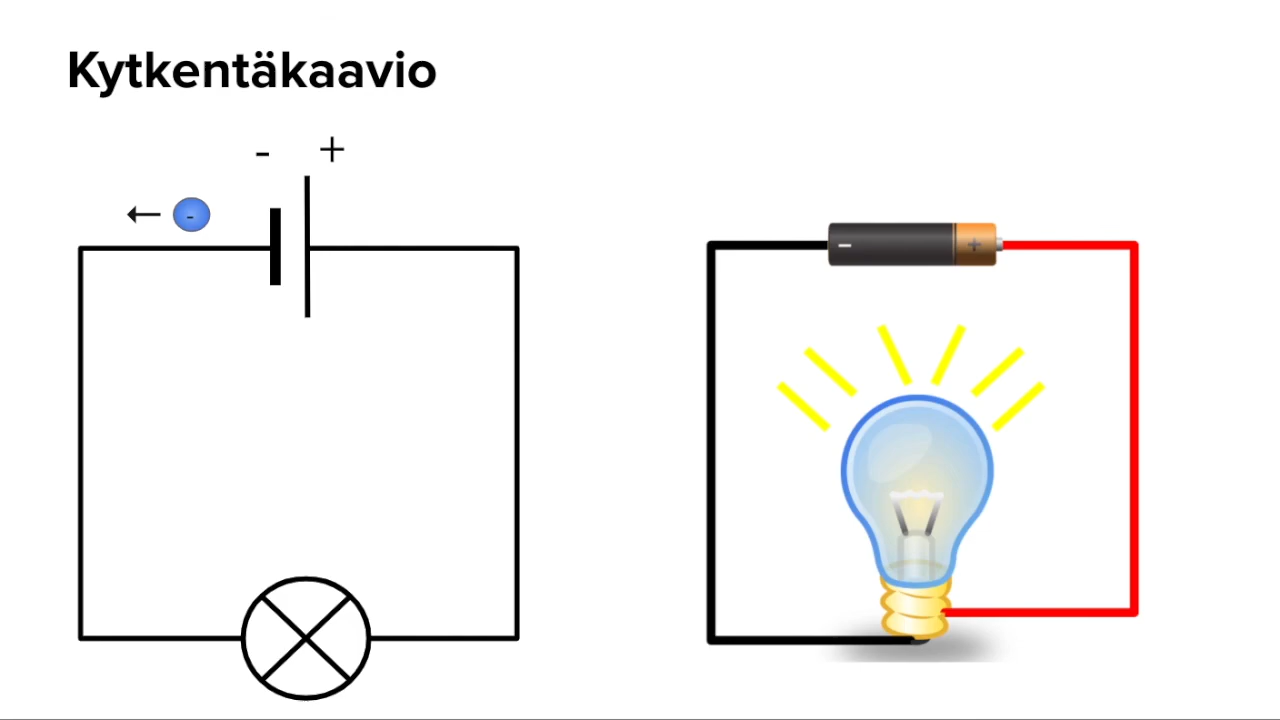 Kytkentäkaavio
- +
-
- +